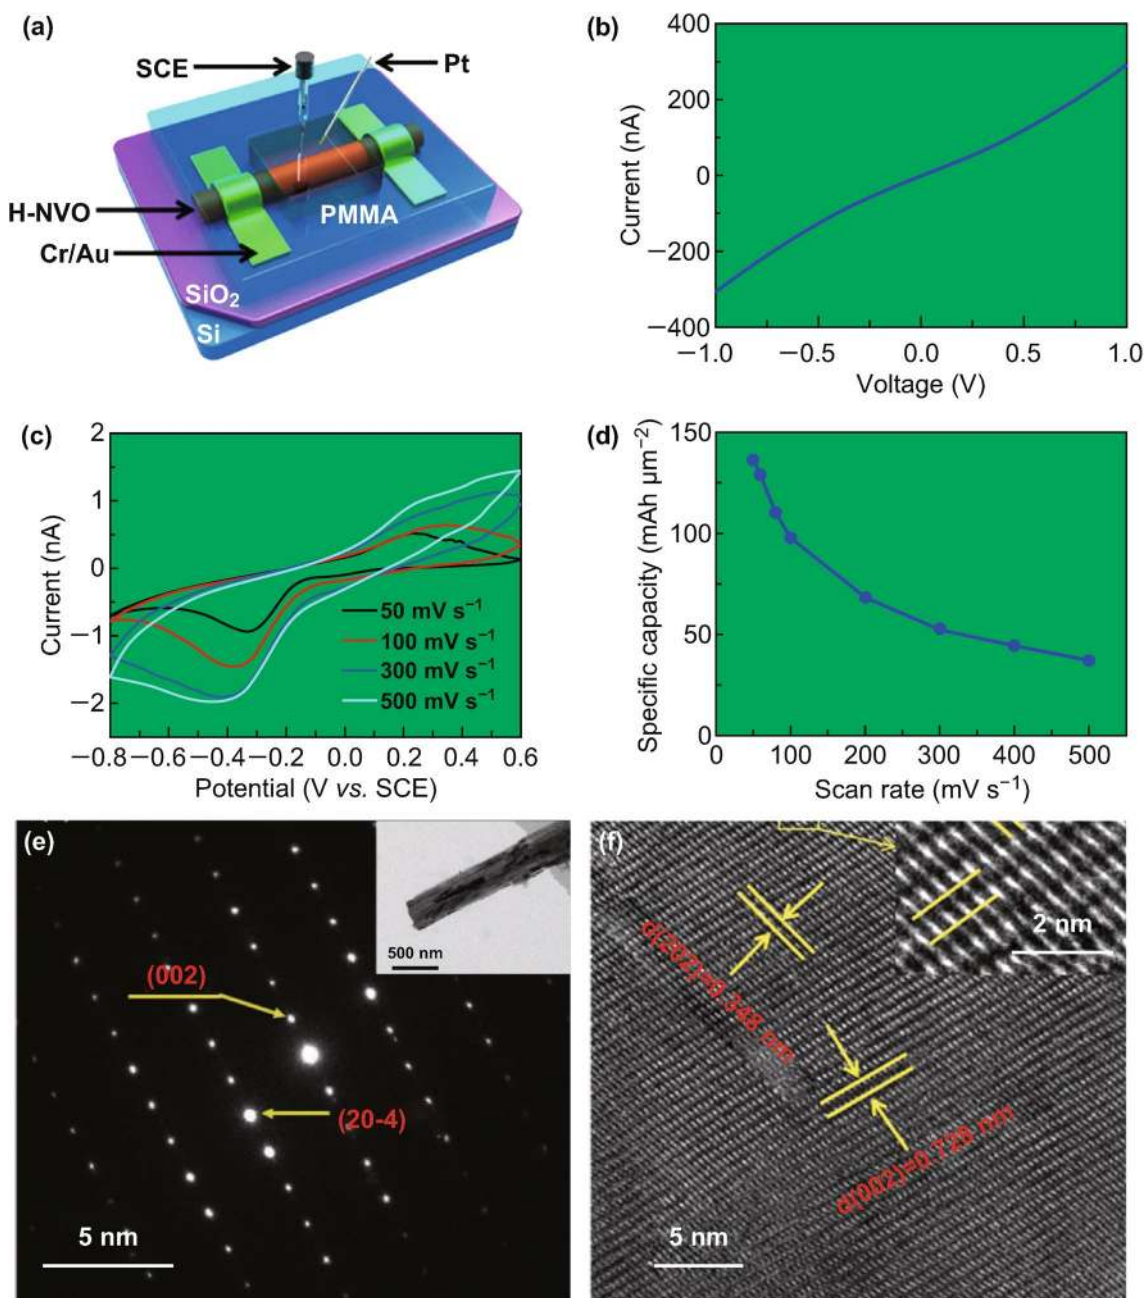 (a)
SCE
Pt
H-NVO
PMMA
Cr/Au
SiO₂
Si
(b)
Current (nA)
400
200
0
−200
−400
−1.0
−0.5
0.0
0.5
1.0
Voltage (V)
(c)
Current (nA)
2
1
0
−1
−2
50 mV s⁻¹
100 mV s⁻¹
300 mV s⁻¹
500 mV s⁻¹
−0.8
−0.6
−0.4
−0.2
0.0
0.2
0.4
0.6
Potential (V vs. SCE)
(d)
Specific capacity (mAh μm⁻²)
150
100
50
0
0
100
200
300
400
500
Scan rate (mV s⁻¹)
(e)
500 nm
(002)
(20-4)
5 nm
(f)
2 nm
d(202)=0.348 nm
d(002)=0.720 nm
5 nm